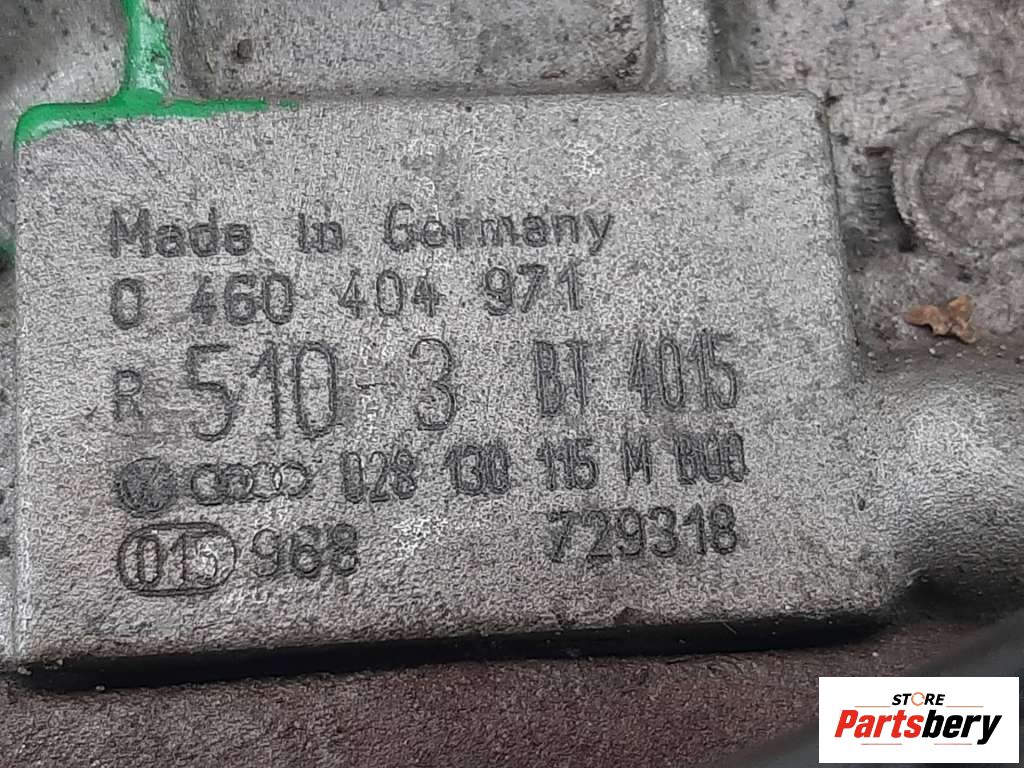 Made in Germany
0 460 404 971
R 510-3 BT 4015
028 130 115 M B00
015 968 729318
STORE
Partsbery